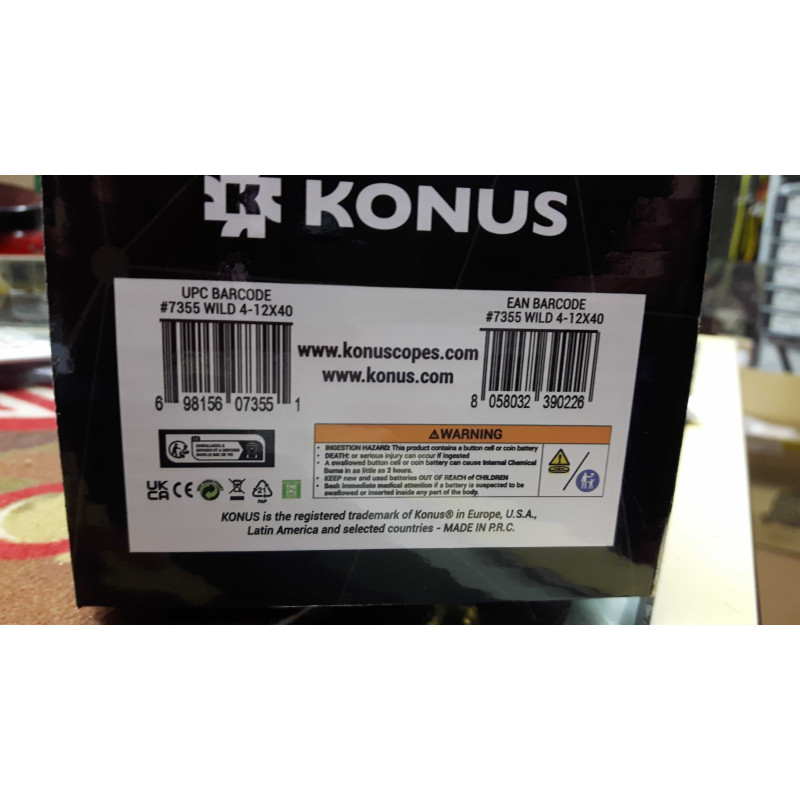 K KONUS
UPC BARCODE
#7355 WILD 4-12X40
6 98156 07355 1
www.konuscopes.com
www.konus.com
EAN BARCODE
#7355 WILD 4-12X40
8 058032 390226
⚠WARNING
• INGESTION HAZARD: This product contains a button cell or coin battery
• DEATH: or serious injury can occur if ingested
• A swallowed button cell or coin battery can cause Internal Chemical
Burns in as little as 2 hours.
• KEEP new and used batteries OUT OF REACH of CHILDREN
• Seek immediate medical attention if a battery is suspected to be
swallowed or inserted inside any part of the body.
UK
CA CE
21
PAP
KONUS is the registered trademark of Konus® in Europe, U.S.A.,
Latin America and selected countries - MADE IN P.R.C.